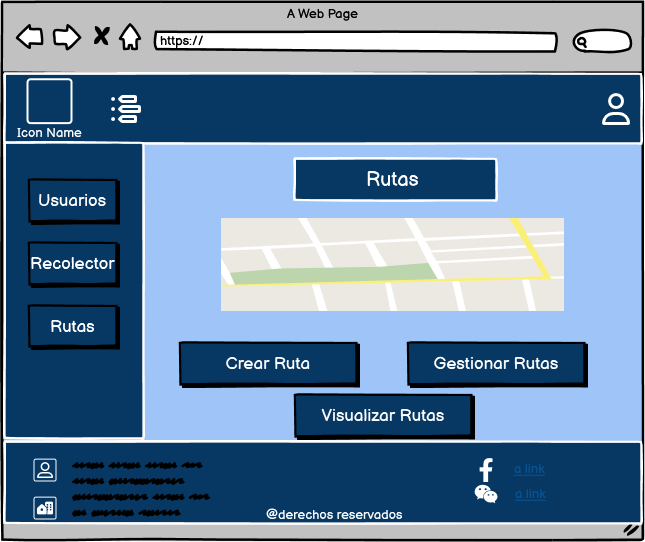 A Web Page
https://
Icon Name
Usuarios
Recolector
Rutas
Rutas
Crear Ruta
Gestionar Rutas
Visualizar Rutas
a link
a link
@derechos reservados